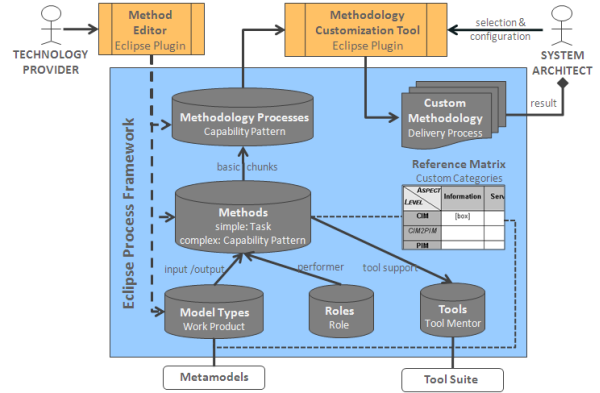 Method
Editor
Eclipse Plugin
Methodology
Customization Tool
Eclipse Plugin
selection &
configuration
TECHNOLOGY
PROVIDER
SYSTEM
ARCHITECT
Eclipse Process Framework
Methodology Processes
Capability Pattern
Custom
Methodology
Delivery Process
result
basic chunks
Reference Matrix
Custom Categories
ASPECT
LEVEL
Information
Serv
CIM
[box]
CIM2PIM
PIM
Methods
simple: Task
complex: Capability Pattern
input /output
performer
tool support
Model Types
Work Product
Roles
Role
Tools
Tool Mentor
Metamodels
Tool Suite